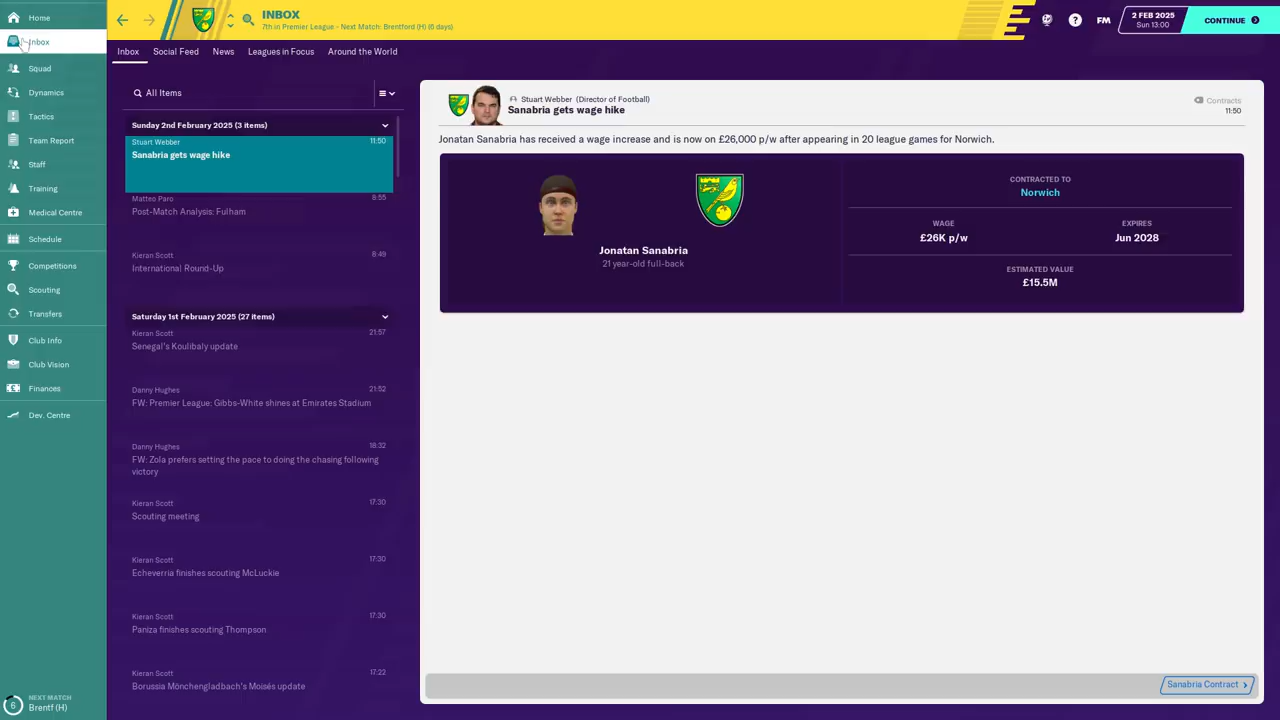 Home
Inbox
Squad
Dynamics
Tactics
Team Report
Staff
Training
Medical Centre
Schedule
Competitions
Scouting
Transfers
Club Info
Club Vision
Finances
Dev. Centre
6
NEXT MATCH
Brentf (H)
INBOX
7th in Premier League - Next Match: Brentford (H) (6 days)
?
FM
2 FEB 2025
Sun 13:00
CONTINUE
Inbox
Social Feed
News
Leagues in Focus
Around the World
All Items
Sunday 2nd February 2025 (3 items)
Stuart Webber 11:50
Sanabria gets wage hike
Matteo Paro 8:55
Post-Match Analysis: Fulham
Kieran Scott 8:49
International Round-Up
Saturday 1st February 2025 (27 items)
Kieran Scott 21:57
Senegal's Koulibaly update
Danny Hughes 21:52
FW: Premier League: Gibbs-White shines at Emirates Stadium
Danny Hughes 18:32
FW: Zola prefers setting the pace to doing the chasing following
victory
Kieran Scott 17:30
Scouting meeting
Kieran Scott 17:30
Echeverria finishes scouting McLuckie
Kieran Scott 17:30
Paniza finishes scouting Thompson
Kieran Scott 17:22
Borussia Mönchengladbach's Moisés update
Stuart Webber (Director of Football)
Sanabria gets wage hike
Contracts
11:50
Jonatan Sanabria has received a wage increase and is now on £26,000 p/w after appearing in 20 league games for Norwich.
Jonatan Sanabria
21 year-old full-back
CONTRACTED TO
Norwich
WAGE
£26K p/w
EXPIRES
Jun 2028
ESTIMATED VALUE
£15.5M
Sanabria Contract